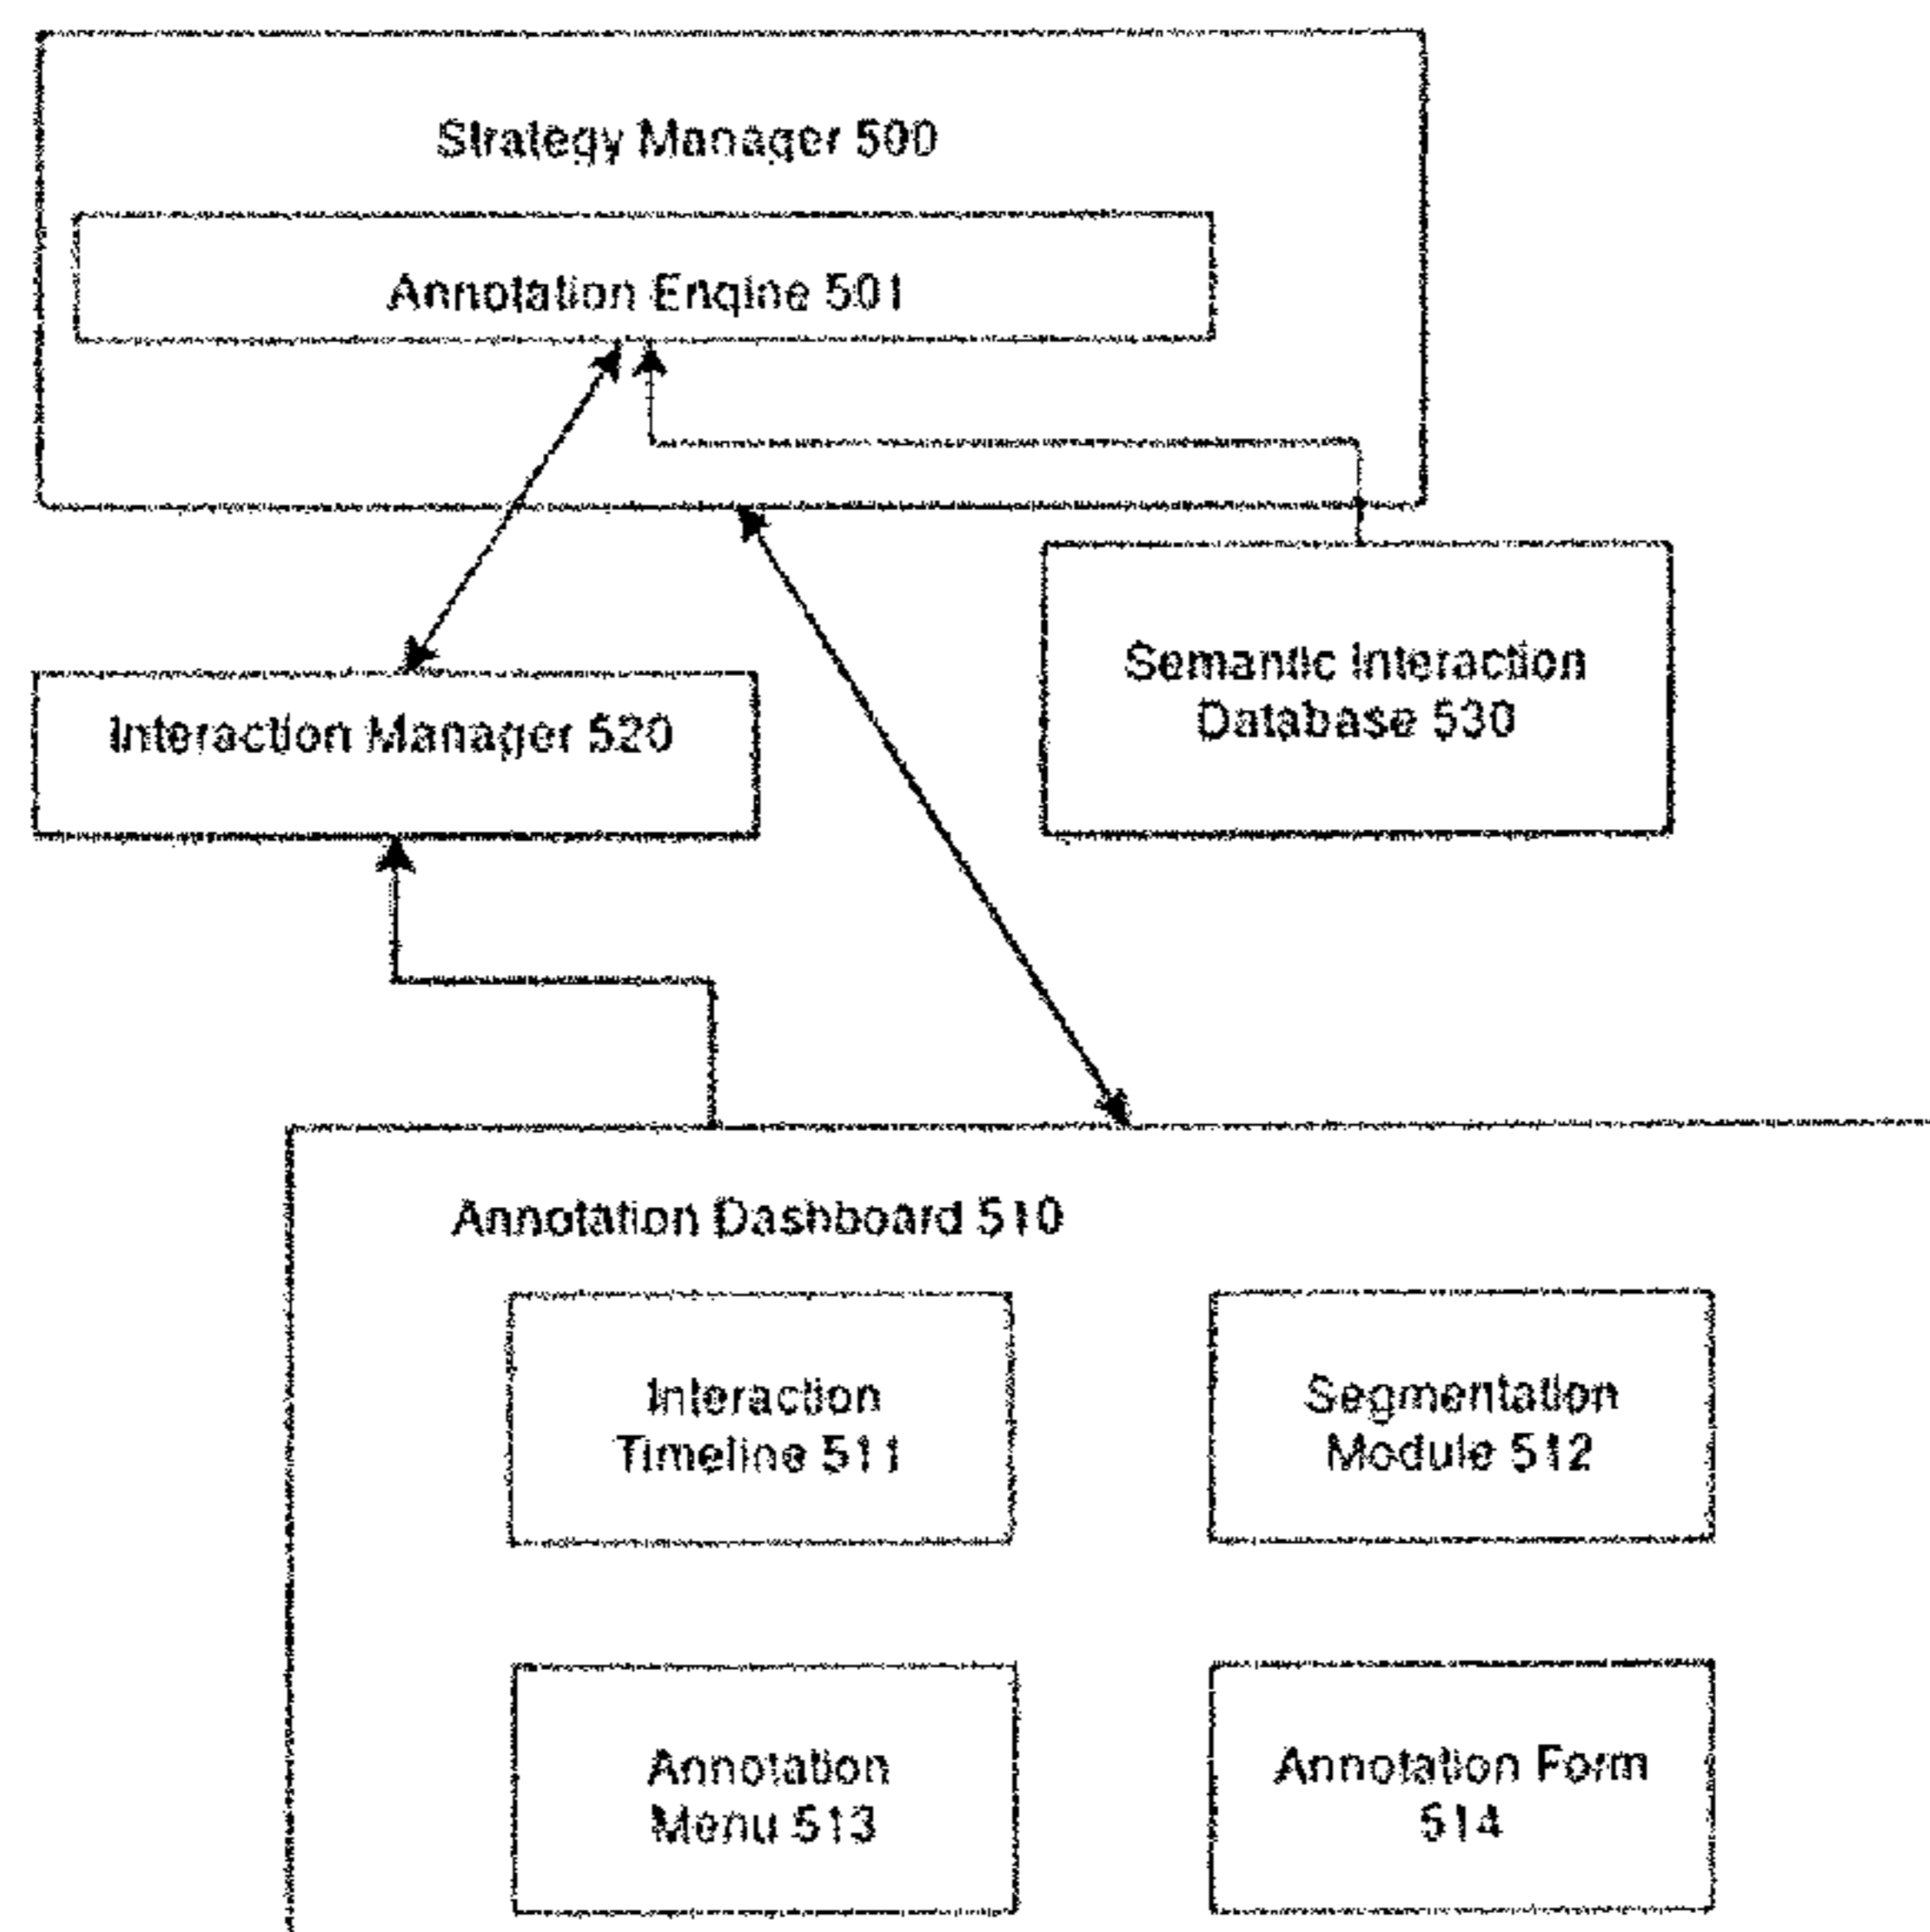 Strategy Manager 500
Annotation Engine 501
Interaction Manager 520
Semantic Interaction
Database 530
Annotation Dashboard 510
Interaction
Timeline 511
Segmentation
Module 512
Annotation
Menu 513
Annotation Form
514